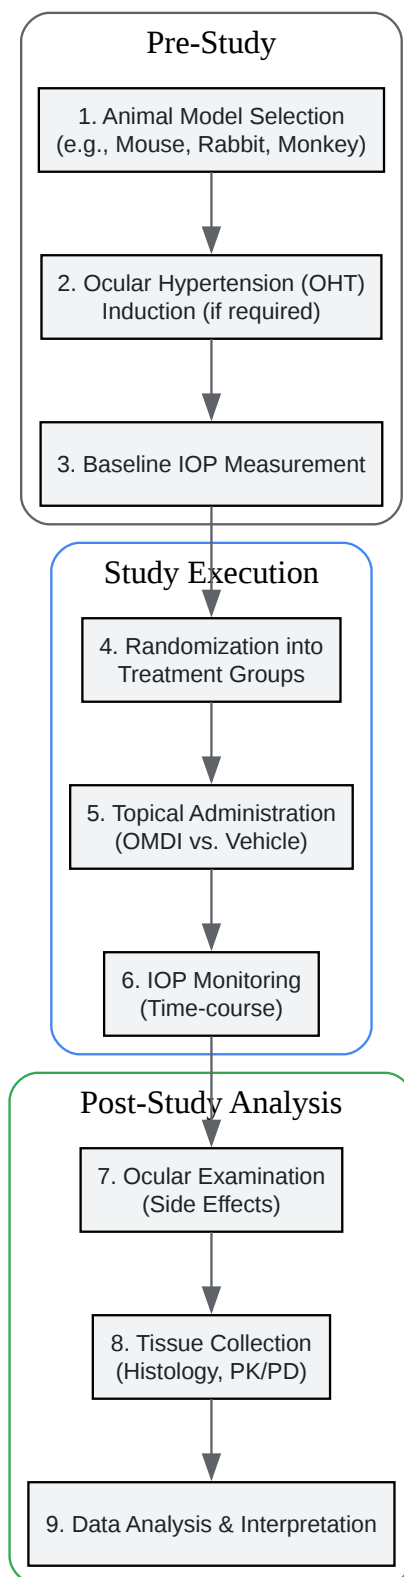 Pre-Study
1. Animal Model Selection
(e.g., Mouse, Rabbit, Monkey)
2. Ocular Hypertension (OHT)
Induction (if required)
3. Baseline IOP Measurement
Study Execution
4. Randomization into
Treatment Groups
5. Topical Administration
(OMDI vs. Vehicle)
6. IOP Monitoring
(Time-course)
Post-Study Analysis
7. Ocular Examination
(Side Effects)
8. Tissue Collection
(Histology, PK/PD)
9. Data Analysis & Interpretation